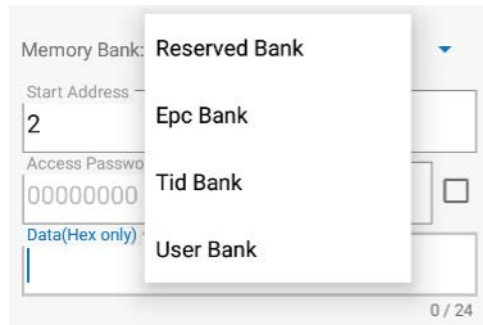 Memory Bank:
Reserved Bank
Start Address
2
Epc Bank
Access Passwo
00000000
Tid Bank
Data(Hex only)
User Bank
0 / 24